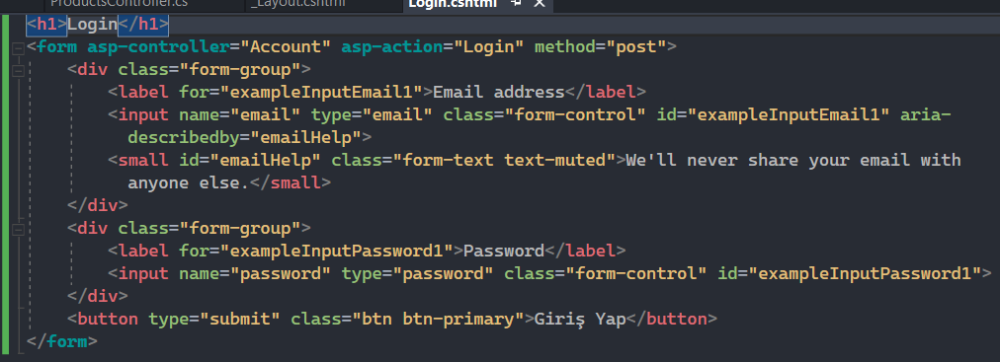 ProductsController.cs _Layout.cshtml Login.cshtml
<h1>Login</h1>
<form asp-controller="Account" asp-action="Login" method="post">
<div class="form-group">
<label for="exampleInputEmail1">Email address</label>
<input name="email" type="email" class="form-control" id="exampleInputEmail1" aria-
describedby="emailHelp">
<small id="emailHelp" class="form-text text-muted">We'll never share your email with
anyone else.</small>
</div>
<div class="form-group">
<label for="exampleInputPassword1">Password</label>
<input name="password" type="password" class="form-control" id="exampleInputPassword1">
</div>
<button type="submit" class="btn btn-primary">Giriş Yap</button>
</form>